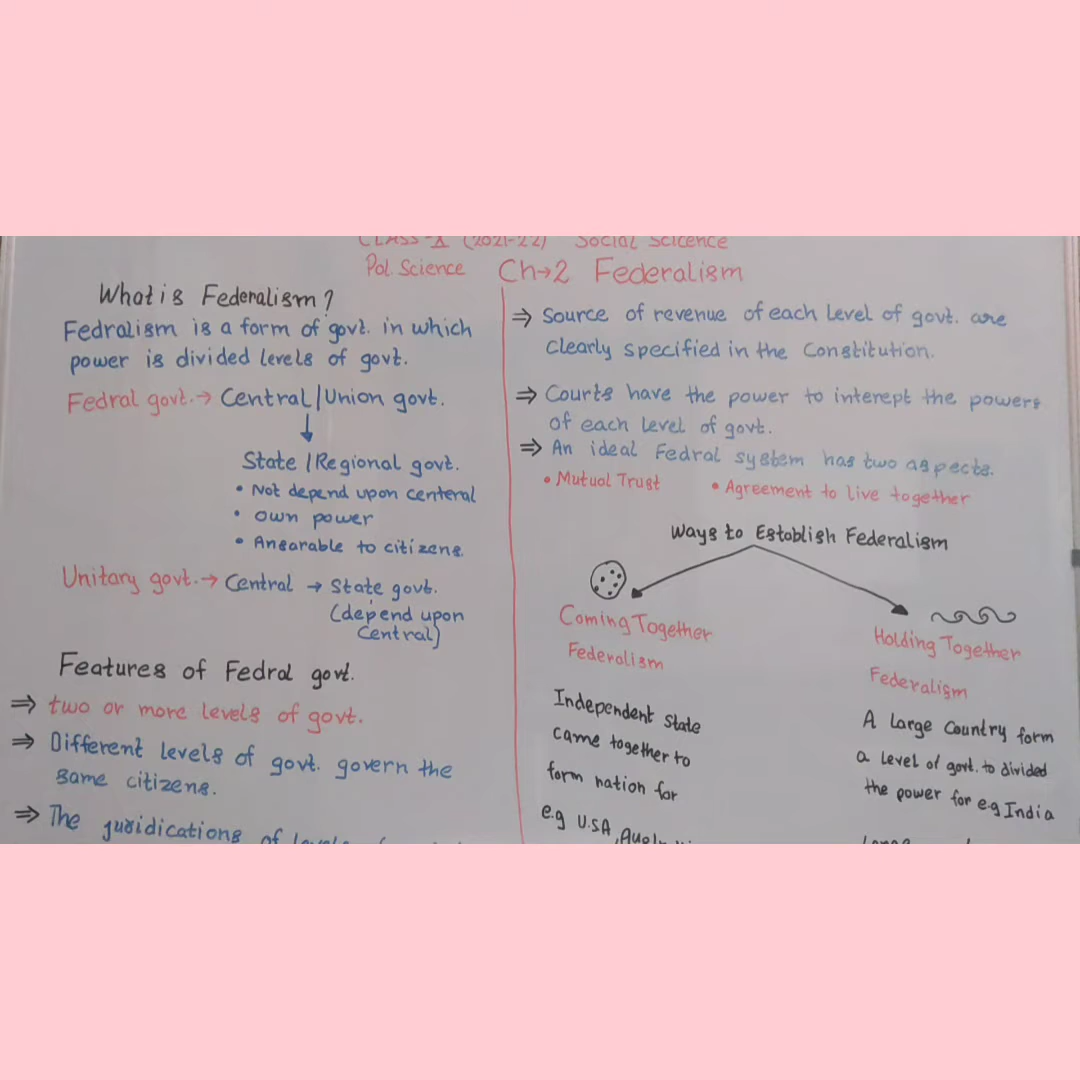 CLASS-X (2021-22) Social Scicence
Pol. Science Ch→2 Federalism
What is Federalism?
Fedralism is a form of govt. in which
power is divided levels of govt.
Fedral govt.→ Central/Union govt.
↓
State/Regional govt.
• Not depend upon centeral
• own power
• Ansarable to citizens.
Unitary govt.→ Central → State govt.
(depend upon
Central)
Features of Fedral govt.
⇒ two or more levels of govt.
⇒ Different levels of govt. govern the
same citizens.
⇒ The juridications of
⇒ Source of revenue of each level of govt. are
clearly specified in the Constitution.
⇒ Courts have the power to interept the powers
of each level of govt.
⇒ An ideal Fedral system has two aspects.
• Mutual Trust • Agreement to live together
Ways to Establish Federalism
Coming Together
Federalism
Independent State
came together to
form nation for
e.g U.S.A,
Holding Together
Federalism
A large Country form
a level of govt. to divided
the power for e.g India